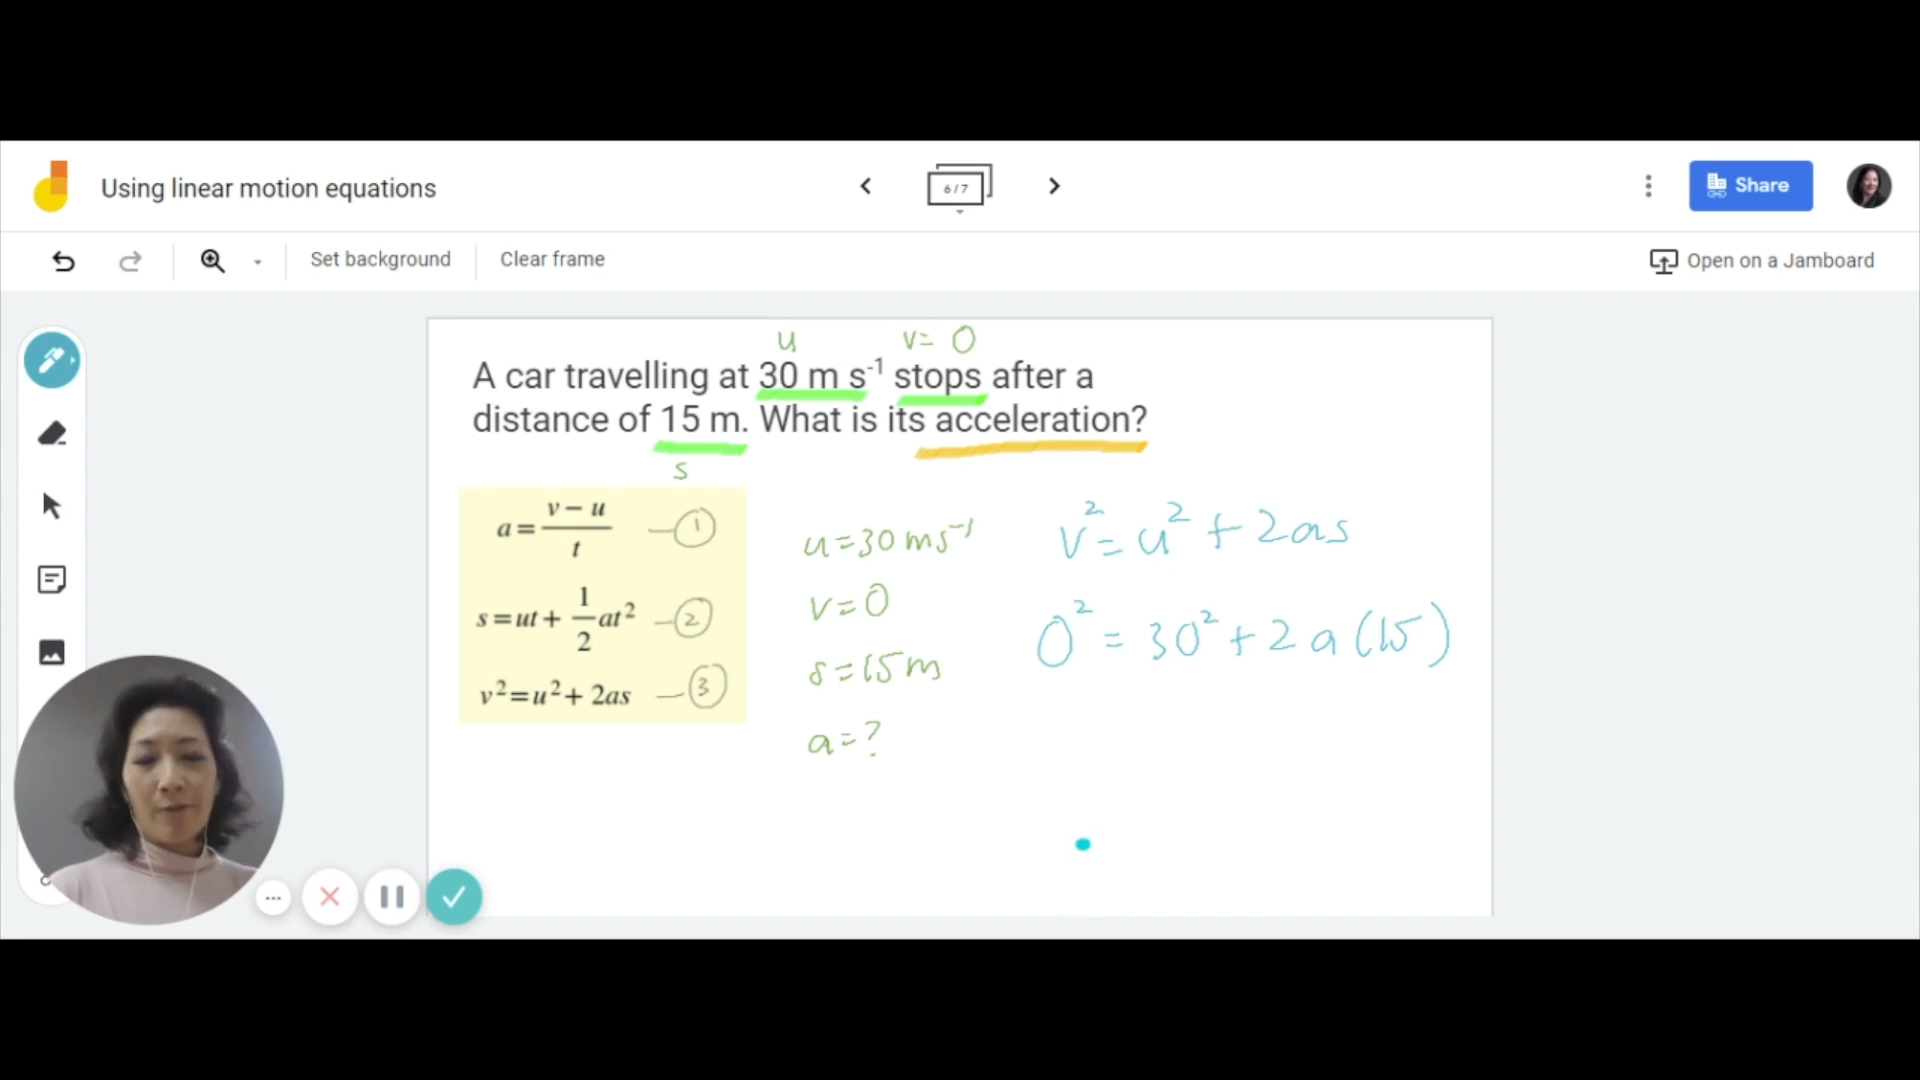 Using linear motion equations
6/7
Share
Set background
Clear frame
Open on a Jamboard
u v= 0
A car travelling at 30 m s⁻¹ stops after a
distance of 15 m. What is its acceleration?
s
a = (v − u)/t —①
s = ut + 1/2 at² —②
v² = u² + 2as —③
u = 30 ms⁻¹
v = 0
s = 15 m
a = ?
v² = u² + 2as
0² = 30² + 2a(15)